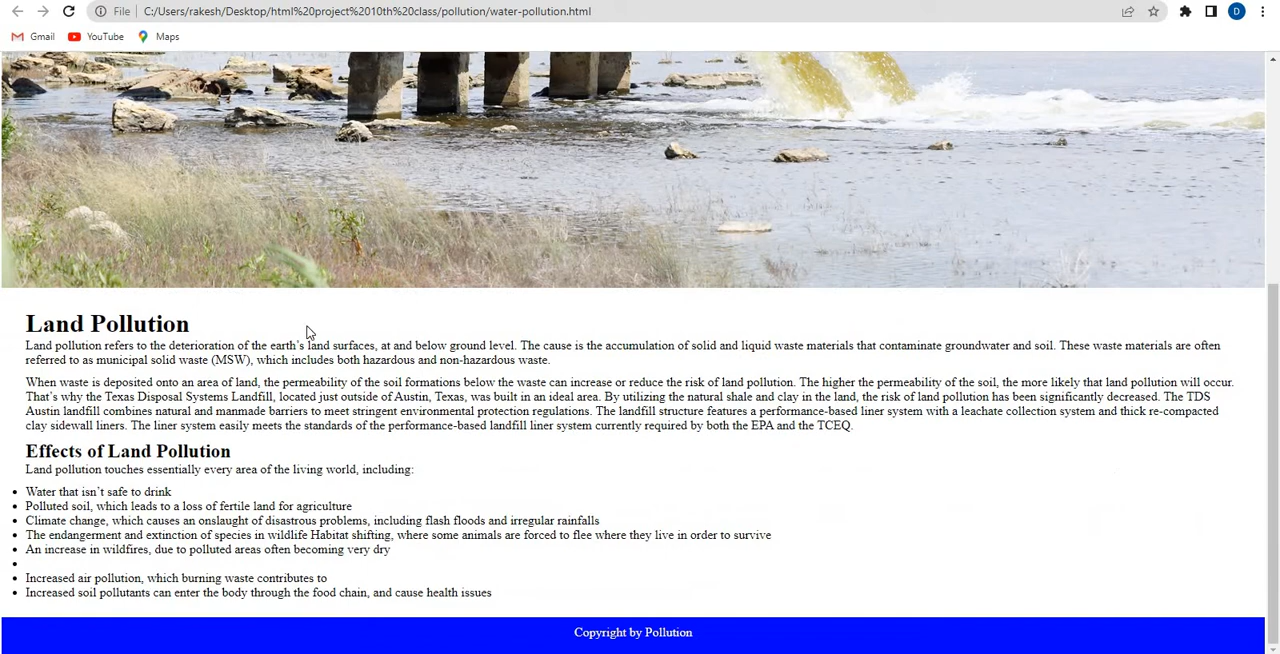 File | C:/Users/rakesh/Desktop/html%20project%2010th%20class/pollution/water-pollution.html
D
Gmail YouTube Maps
Land Pollution
Land pollution refers to the deterioration of the earth’s land surfaces, at and below ground level. The cause is the accumulation of solid and liquid waste materials that contaminate groundwater and soil. These waste materials are often
referred to as municipal solid waste (MSW), which includes both hazardous and non-hazardous waste.
When waste is deposited onto an area of land, the permeability of the soil formations below the waste can increase or reduce the risk of land pollution. The higher the permeability of the soil, the more likely that land pollution will occur.
That’s why the Texas Disposal Systems Landfill, located just outside of Austin, Texas, was built in an ideal area. By utilizing the natural shale and clay in the land, the risk of land pollution has been significantly decreased. The TDS
Austin landfill combines natural and manmade barriers to meet stringent environmental protection regulations. The landfill structure features a performance-based liner system with a leachate collection system and thick re-compacted
clay sidewall liners. The liner system easily meets the standards of the performance-based landfill liner system currently required by both the EPA and the TCEQ.
Effects of Land Pollution
Land pollution touches essentially every area of the living world, including:
• Water that isn’t safe to drink
• Polluted soil, which leads to a loss of fertile land for agriculture
• Climate change, which causes an onslaught of disastrous problems, including flash floods and irregular rainfalls
• The endangerment and extinction of species in wildlife Habitat shifting, where some animals are forced to flee where they live in order to survive
• An increase in wildfires, due to polluted areas often becoming very dry
•
• Increased air pollution, which burning waste contributes to
• Increased soil pollutants can enter the body through the food chain, and cause health issues
Copyright by Pollution